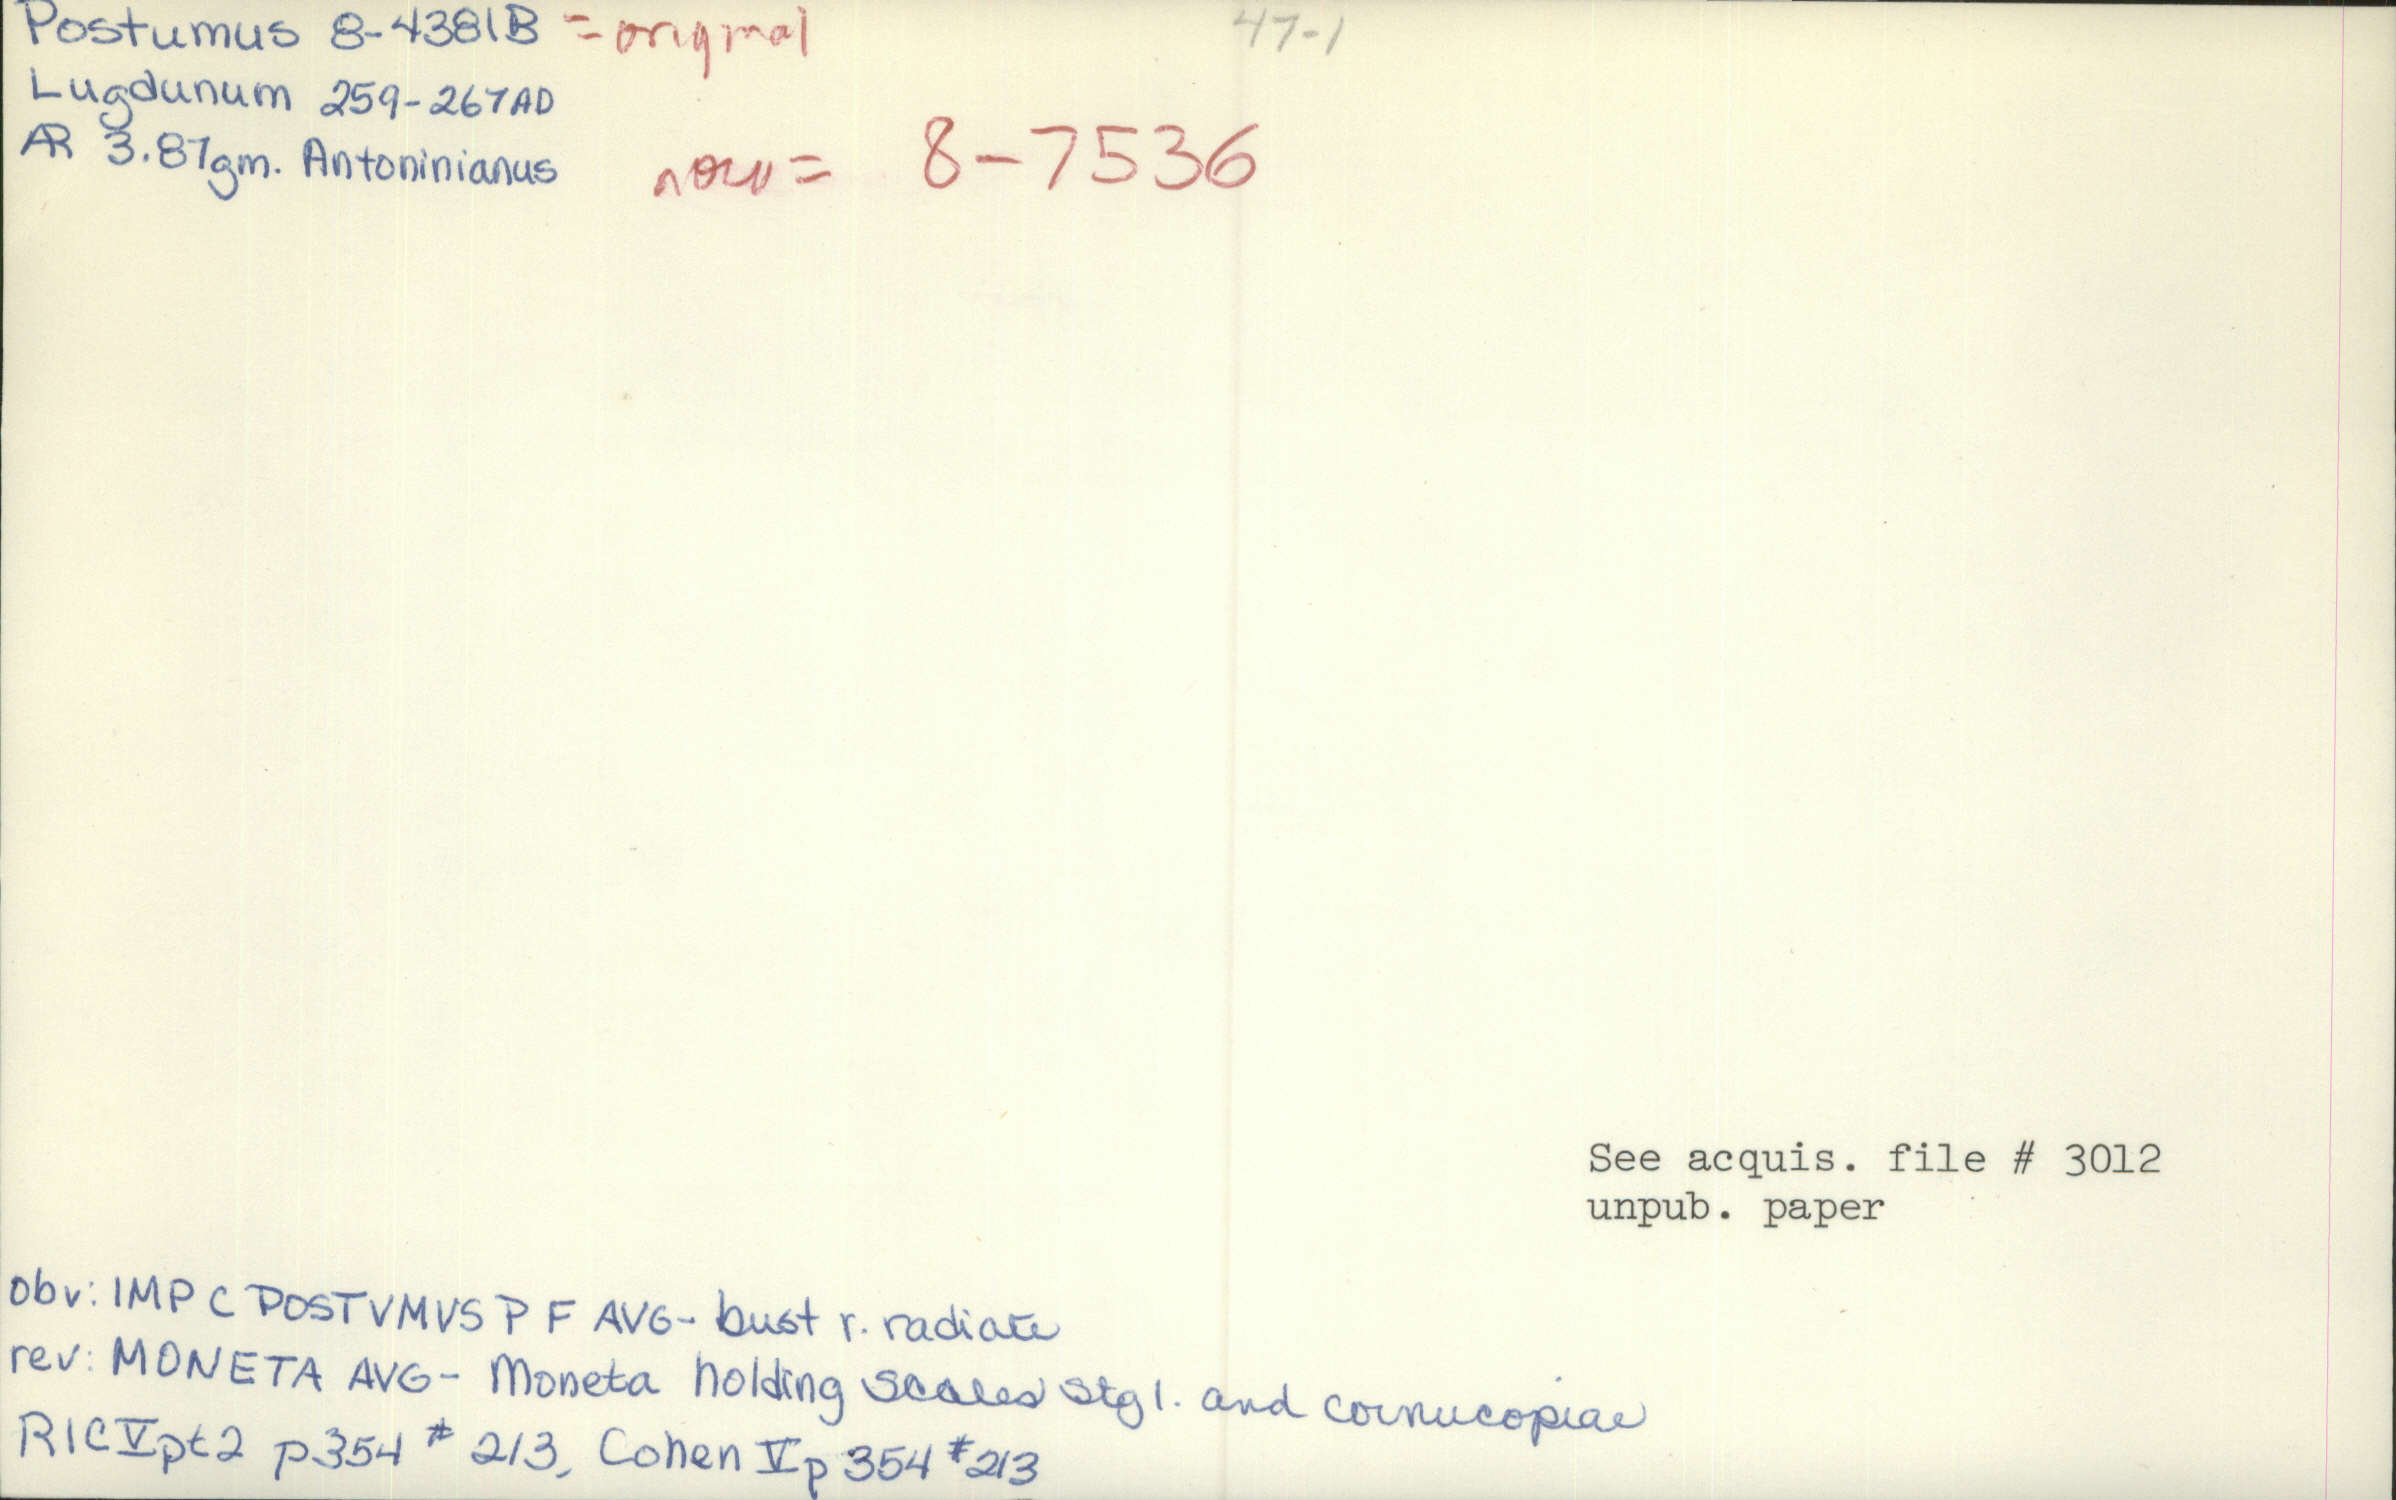 Postumus 8-4381B = original 47-1
Lugdunum 259-267AD
AR 3.87gm. Antoninianus now = 8-7536
See acquis. file # 3012
unpub. paper
obv: IMP C POSTVMVS P F AVG- bust r. radiate
rev: MONETA AVG- Moneta holding scales stg l. and cornucopiae
RIC V pt2 p354 # 213, Cohen V p 354 #213